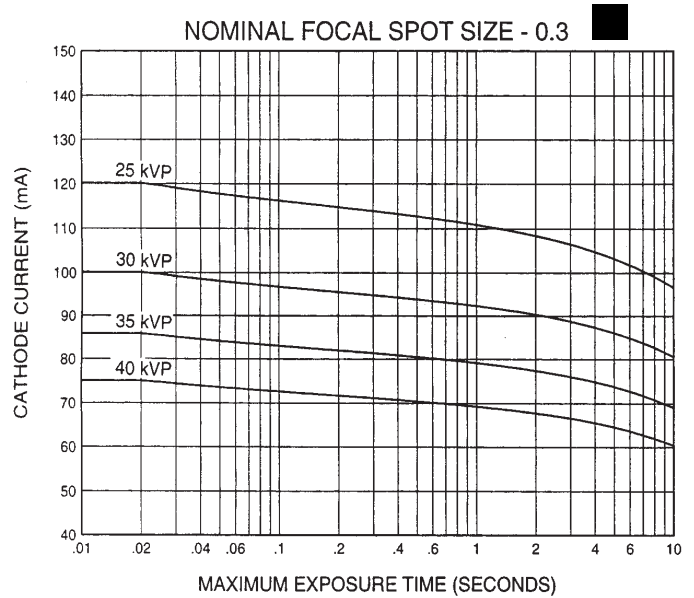 NOMINAL FOCAL SPOT SIZE - 0.3
150
140
130
120
110
100
90
80
70
60
50
40
CATHODE CURRENT (mA)
25 kVP
30 kVP
35 kVP
40 kVP
.01 .02 .04 .06 .1 .2 .4 .6 1 2 4 6 10
MAXIMUM EXPOSURE TIME (SECONDS)